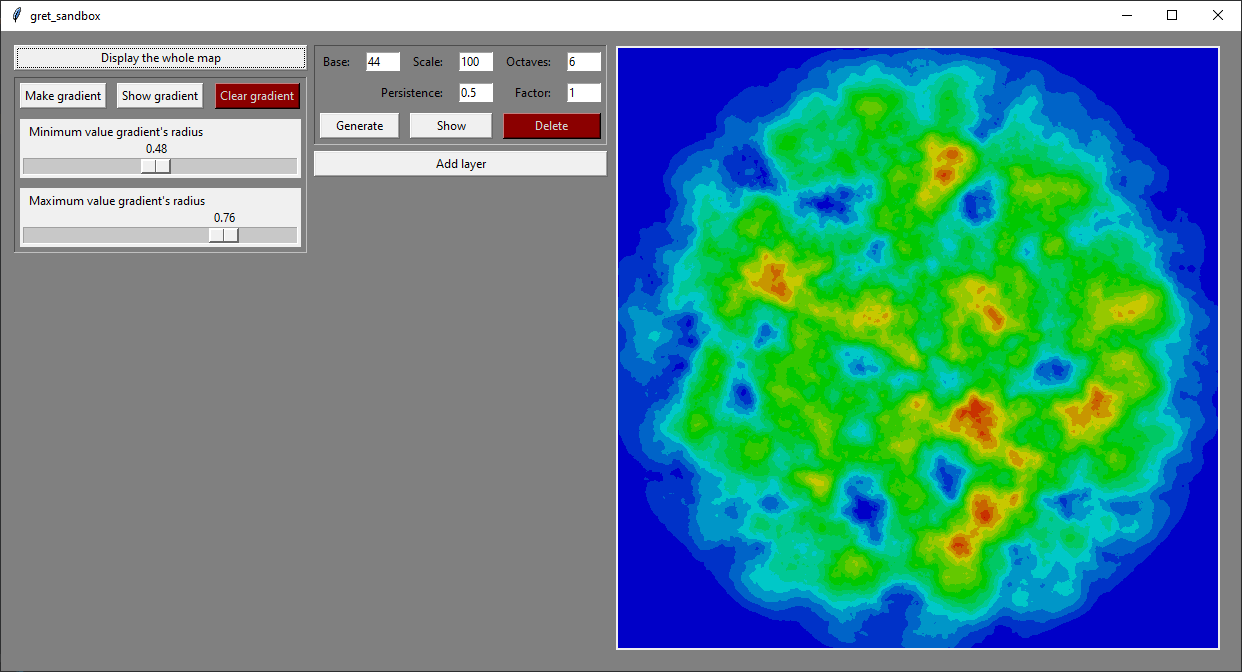 gret_sandbox
Display the whole map
Make gradient Show gradient Clear gradient
Minimum value gradient's radius
0.48
Maximum value gradient's radius
0.76
Base: 44 Scale: 100 Octaves: 6
Persistence: 0.5 Factor: 1
Generate Show Delete
Add layer